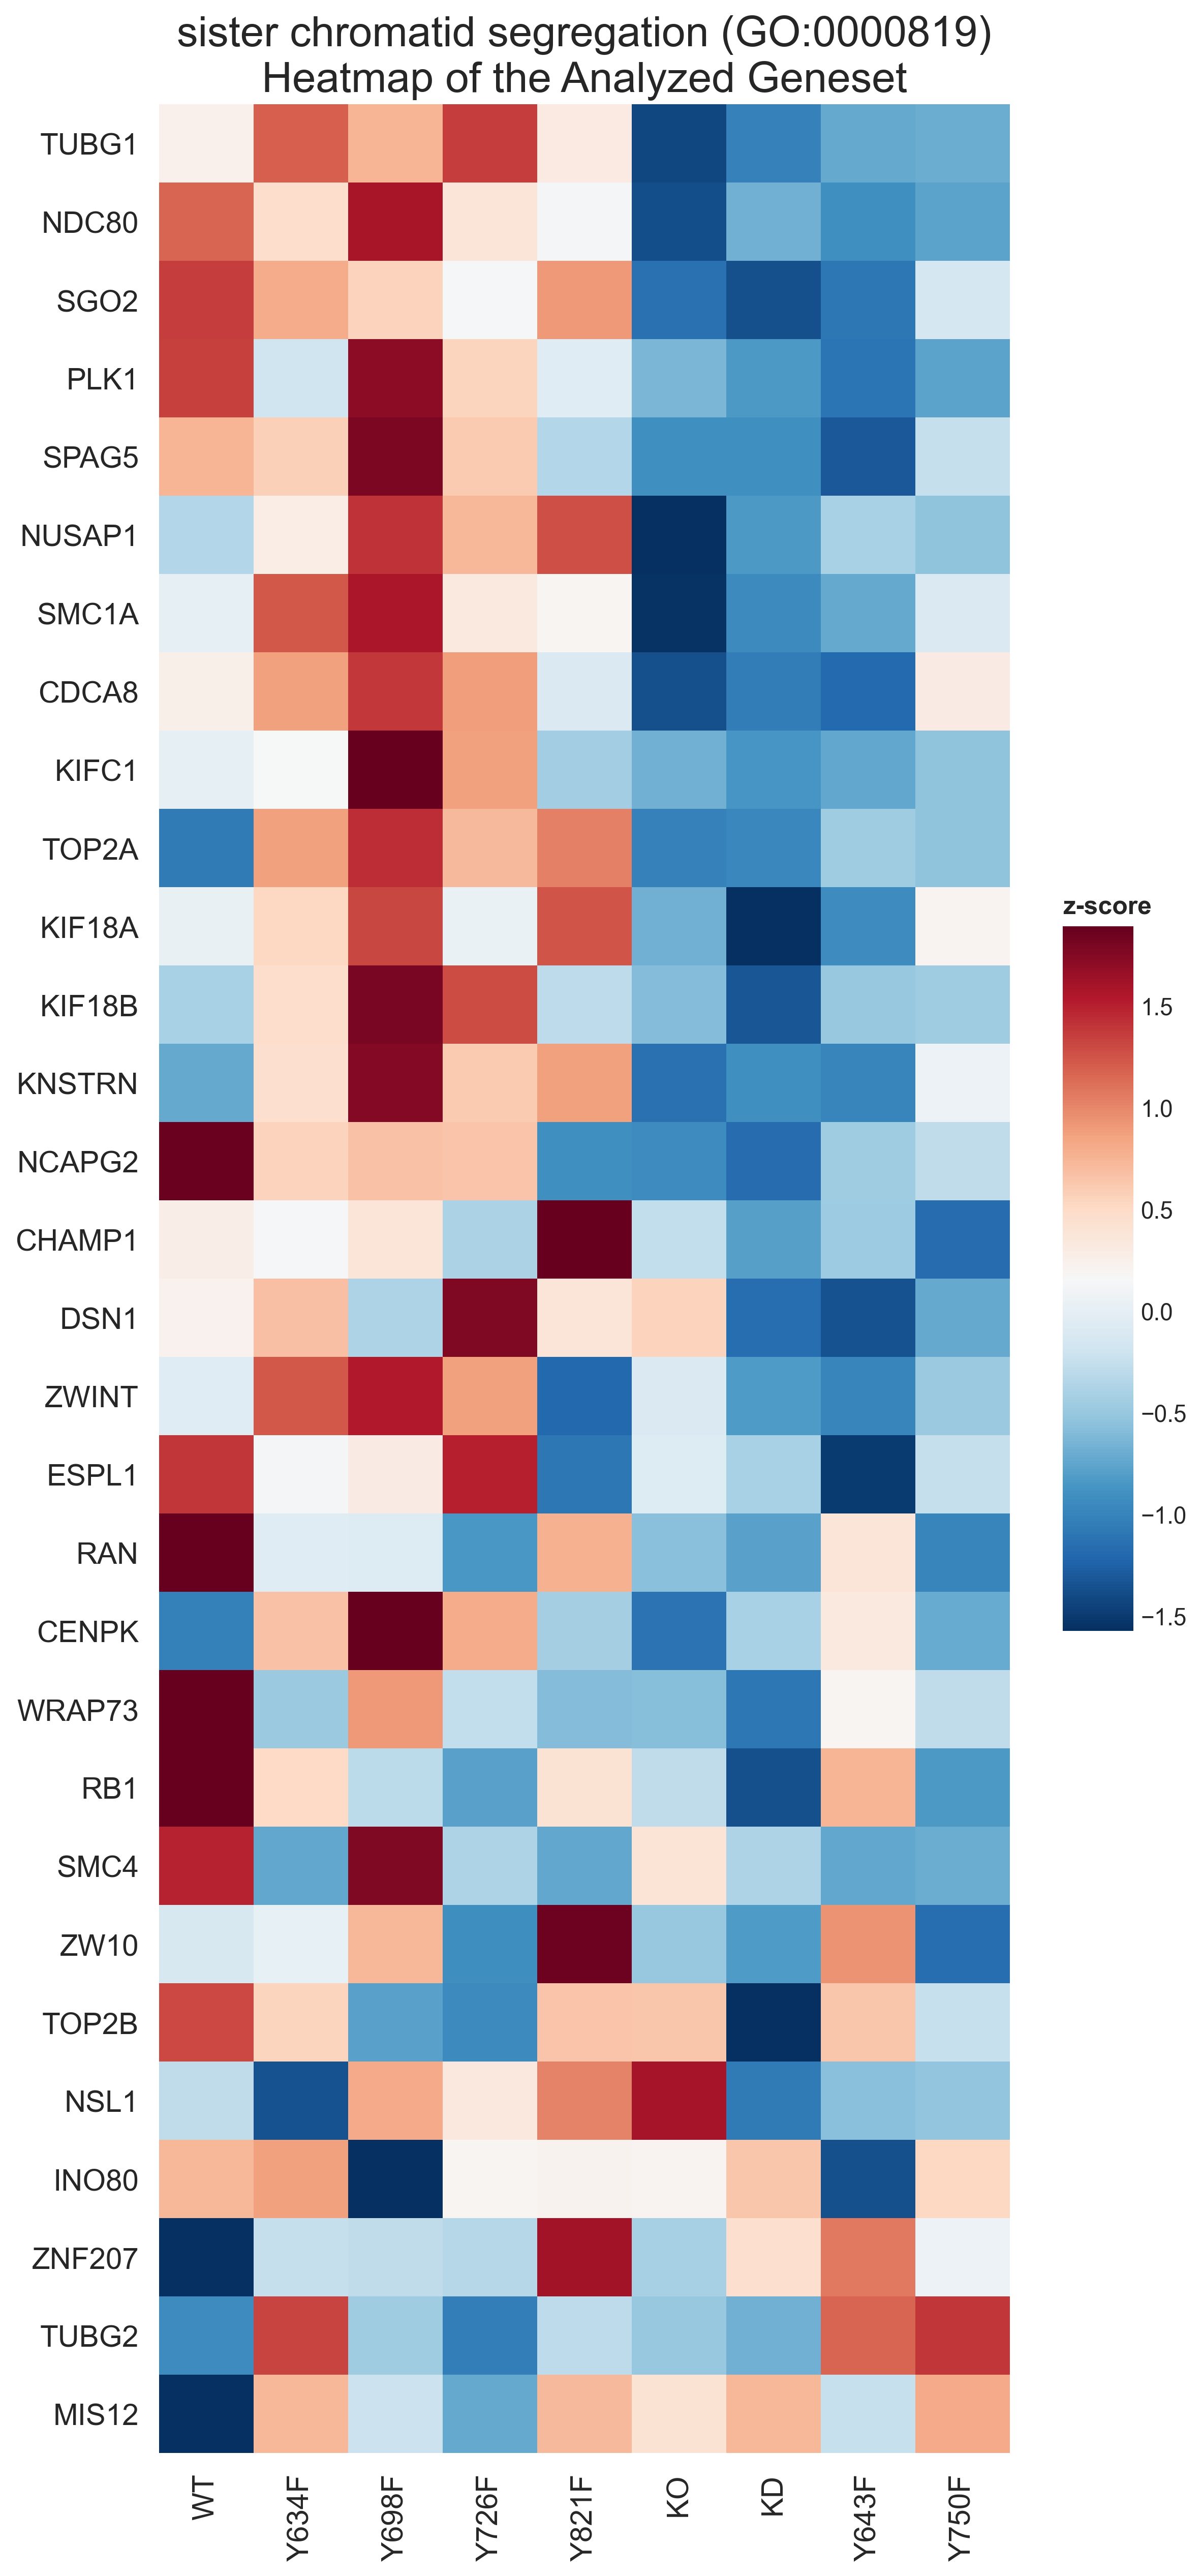 sister chromatid segregation (GO:0000819)
Heatmap of the Analyzed Geneset
TUBG1
NDC80
SGO2
PLK1
SPAG5
NUSAP1
SMC1A
CDCA8
KIFC1
TOP2A
KIF18A
KIF18B
KNSTRN
NCAPG2
CHAMP1
DSN1
ZWINT
ESPL1
RAN
CENPK
WRAP73
RB1
SMC4
ZW10
TOP2B
NSL1
INO80
ZNF207
TUBG2
MIS12
WT
Y634F
Y698F
Y726F
Y821F
KO
KD
Y643F
Y750F
z-score
1.5
1.0
0.5
0.0
−0.5
−1.0
−1.5